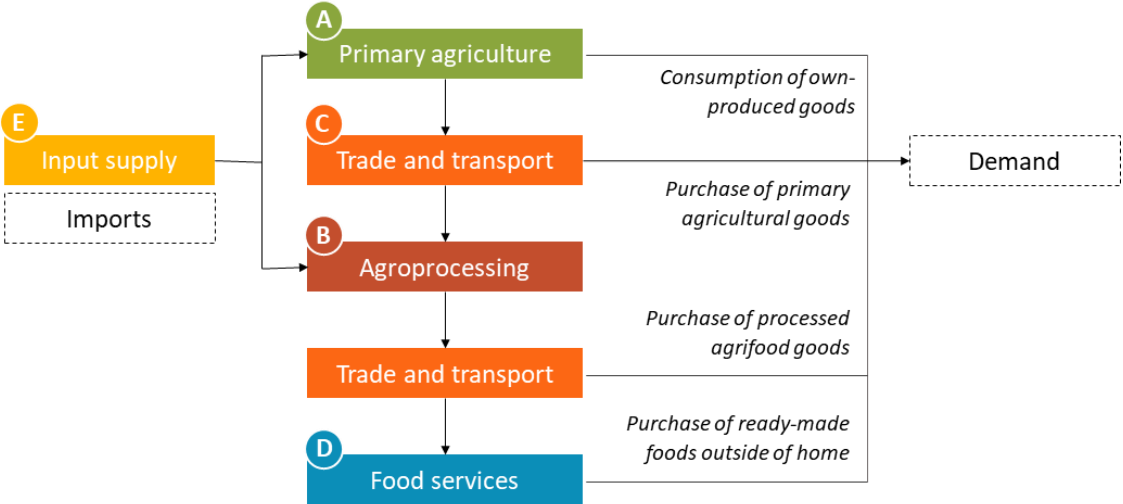 A
Primary agriculture
Consumption of own-
produced goods
E
Input supply
Imports
C
Trade and transport
Demand
Purchase of primary
agricultural goods
B
Agroprocessing
Purchase of processed
agrifood goods
Trade and transport
Purchase of ready-made
foods outside of home
D
Food services